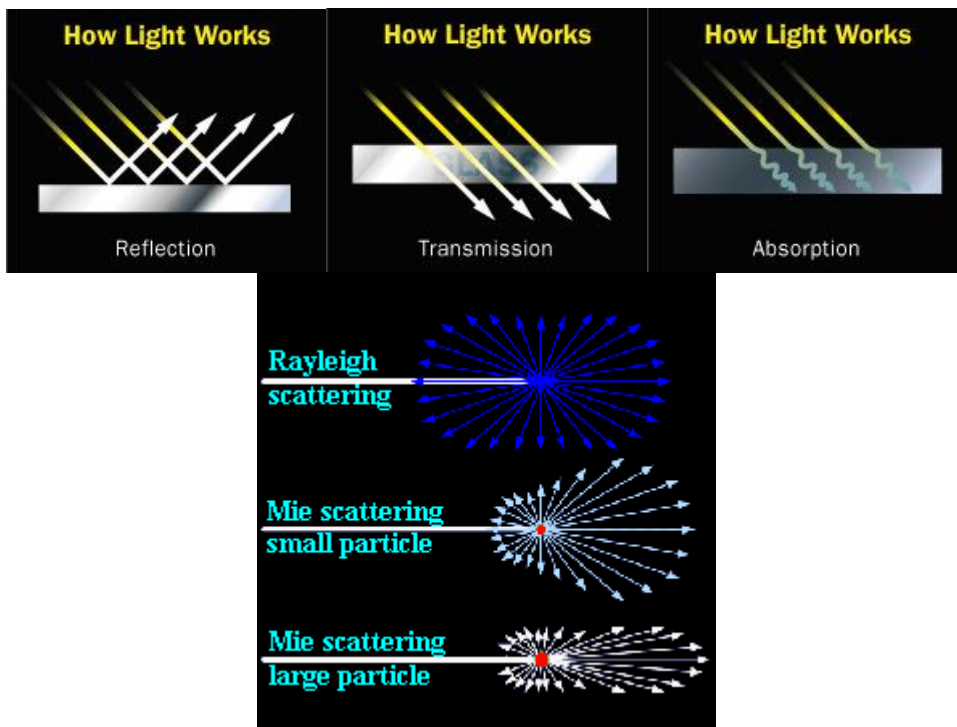 How Light Works
How Light Works
How Light Works
GLASS
Reflection
Transmission
Absorption
Rayleigh
scattering
Mie scattering
small particle
Mie scattering
large particle